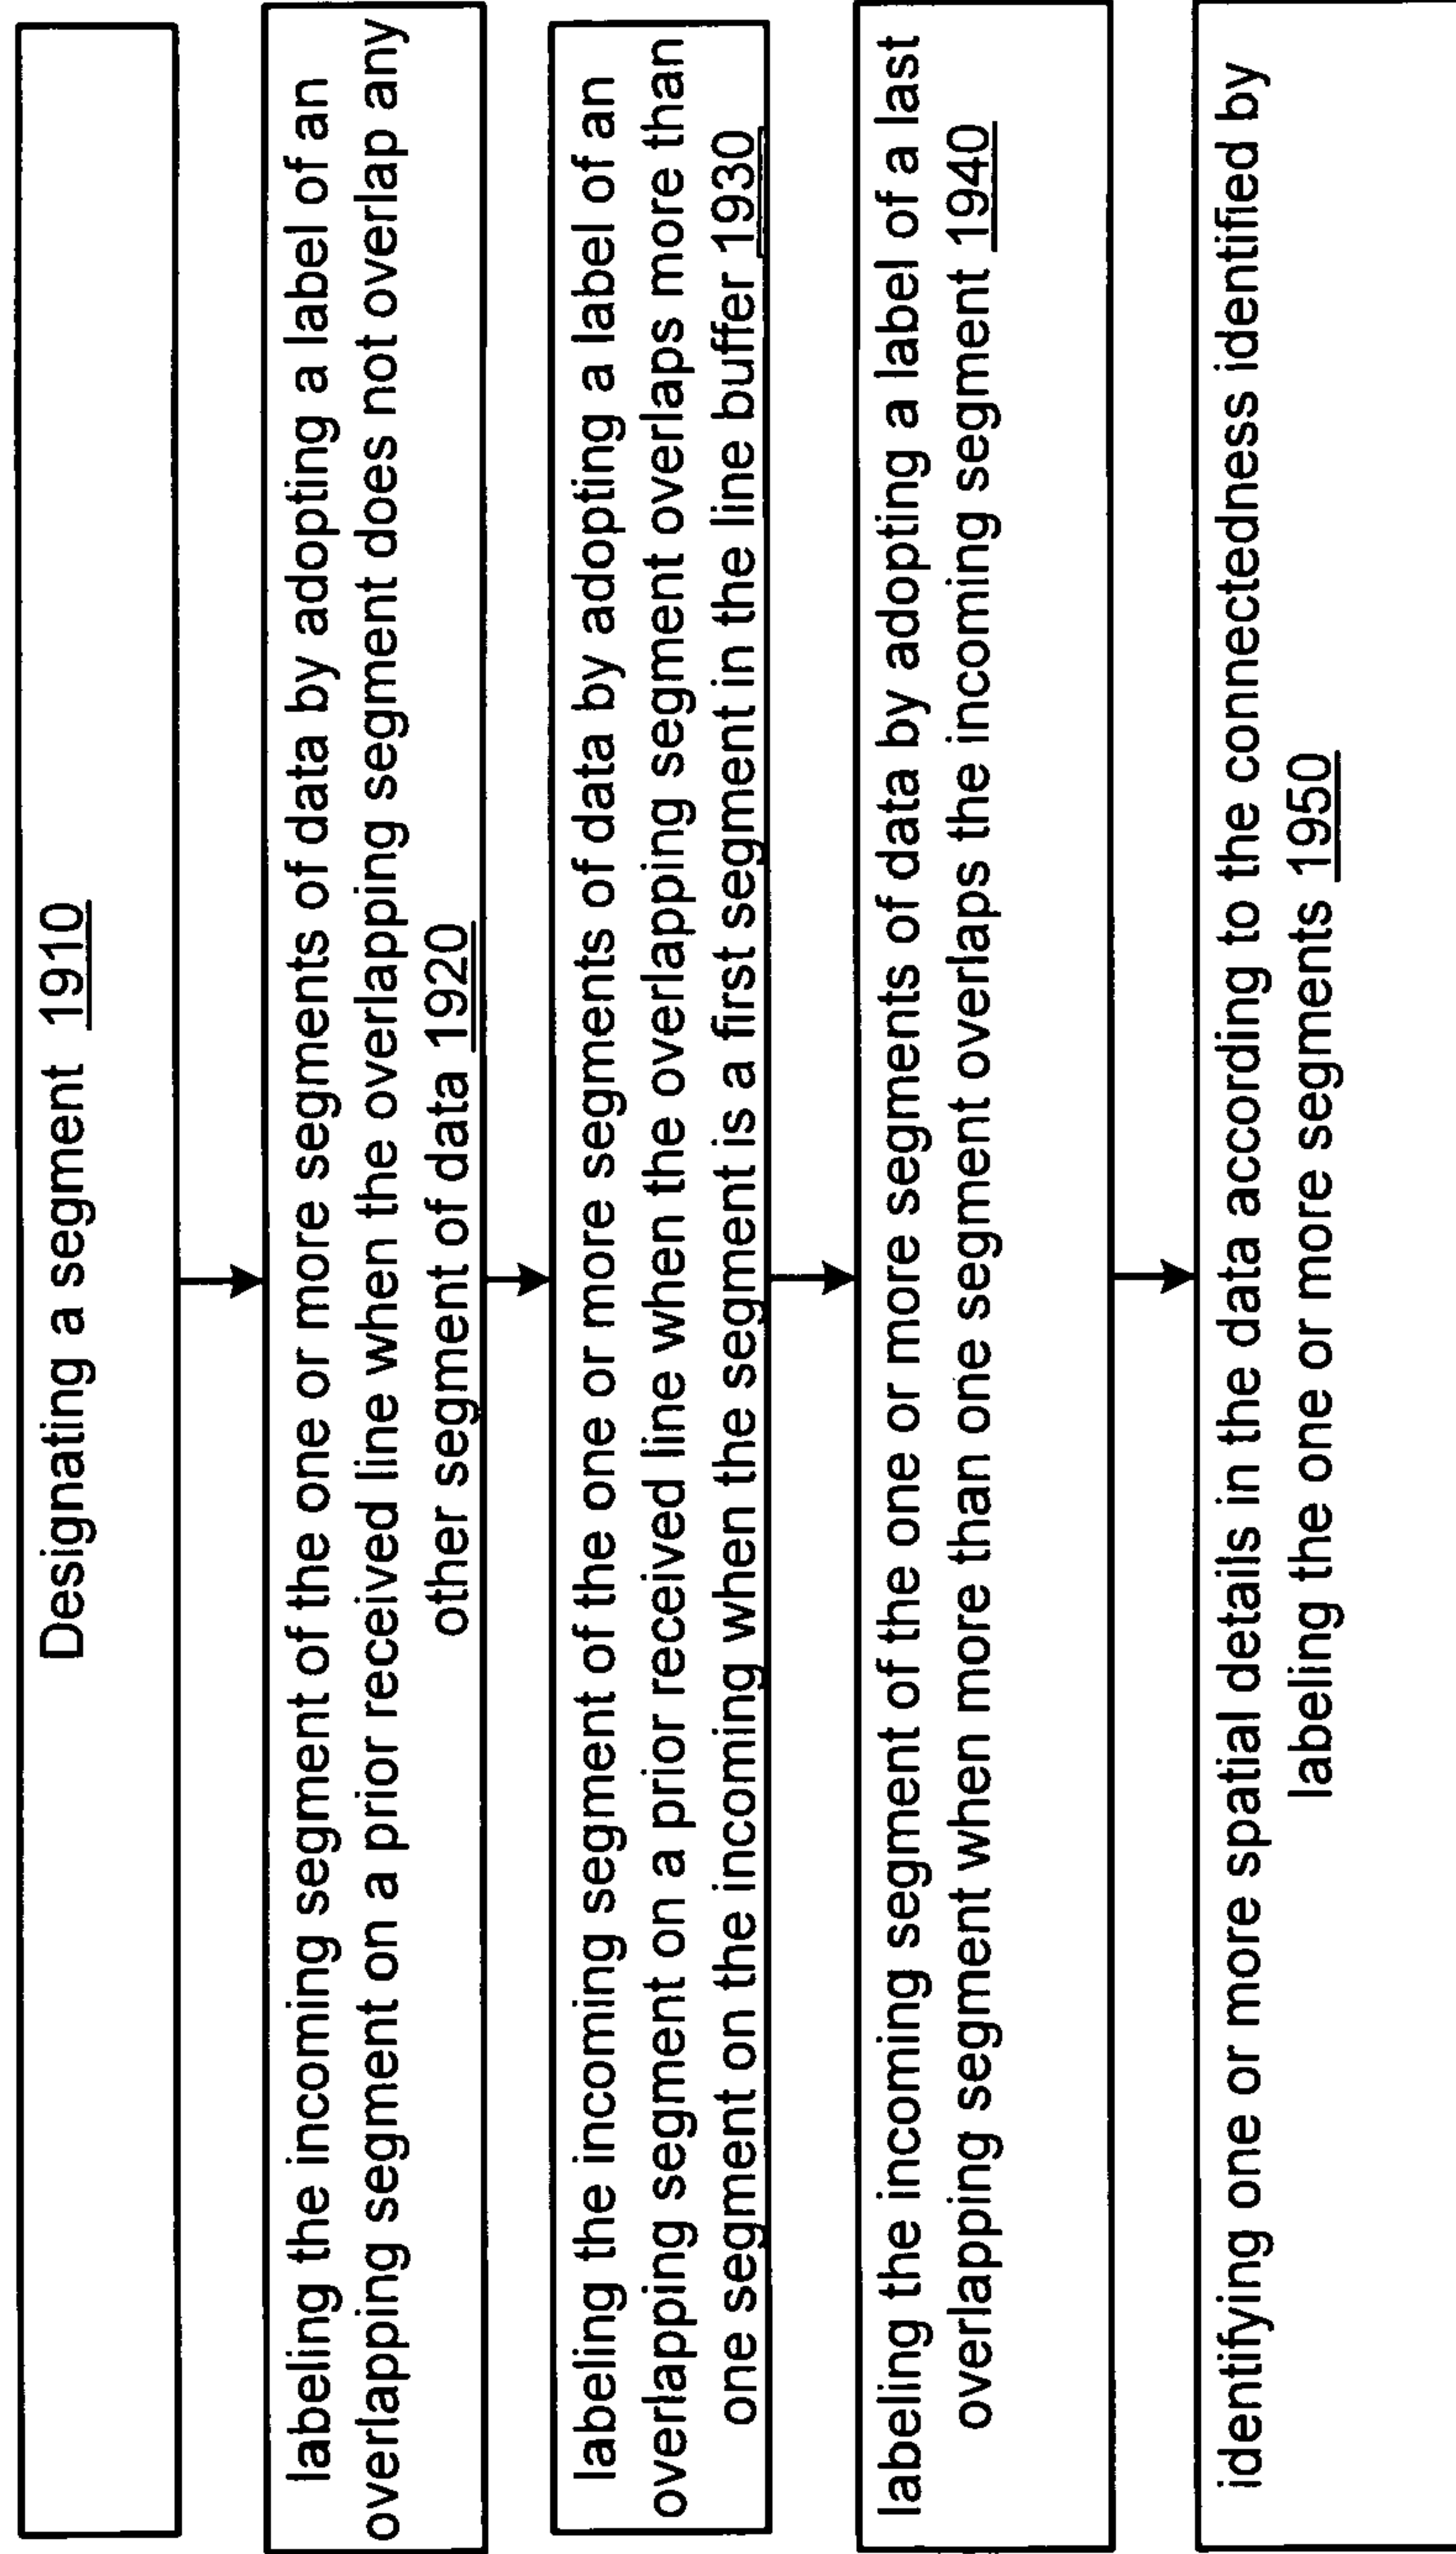 Designating a segment 1910
labeling the incoming segment of the one or more segments of data by adopting a label of an
overlapping segment on a prior received line when the overlapping segment does not overlap any
other segment of data 1920
labeling the incoming segment of the one or more segments of data by adopting a label of an
overlapping segment on a prior received line when the overlapping segment overlaps more than
one segment on the incoming when the segment is a first segment in the line buffer 1930
labeling the incoming segment of the one or more segments of data by adopting a label of a last
overlapping segment when more than one segment overlaps the incoming segment 1940
identifying one or more spatial details in the data according to the connectedness identified by
labeling the one or more segments 1950